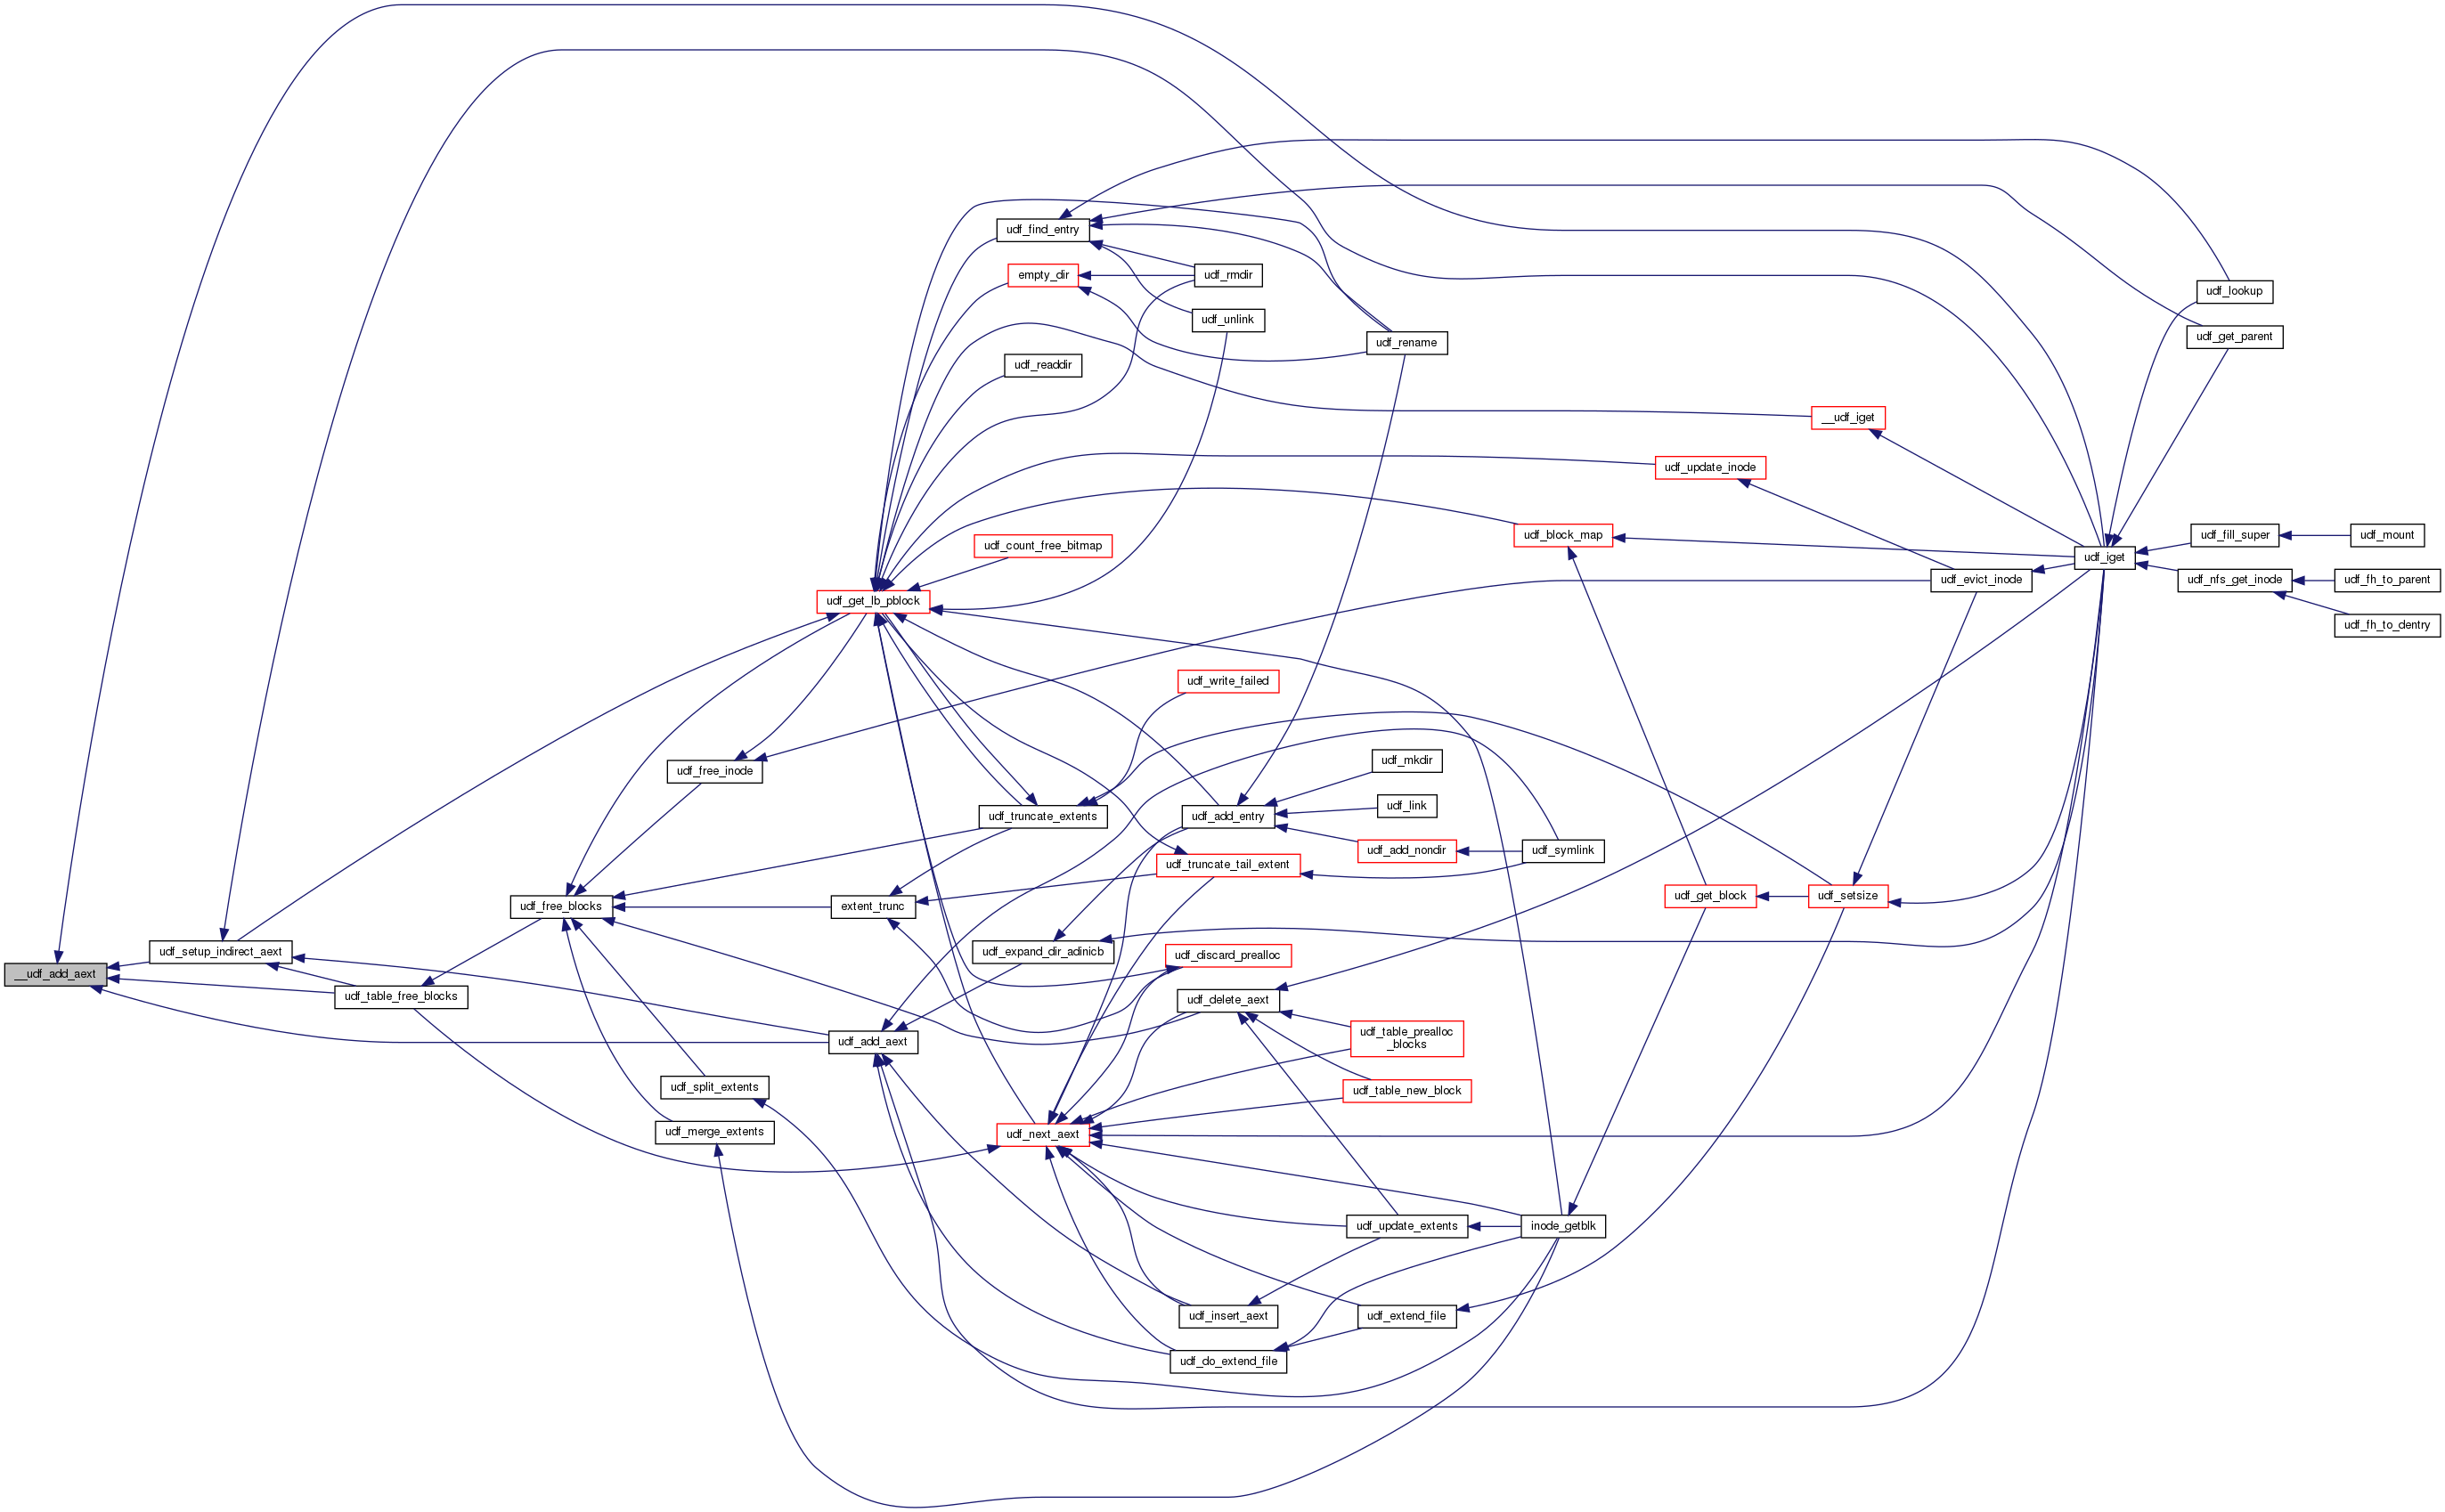 udf_find_entry
empty_dir
udf_rmdir
udf_lookup
udf_unlink
udf_get_parent
udf_rename
udf_readdir
__udf_iget
udf_update_inode
udf_block_map
udf_fill_super
udf_mount
udf_count_free_bitmap
udf_iget
udf_evict_inode
udf_nfs_get_inode
udf_fh_to_parent
udf_get_lb_pblock
udf_fh_to_dentry
udf_write_failed
udf_free_inode
udf_mkdir
udf_link
udf_truncate_extents
udf_add_entry
udf_add_nondir
udf_symlink
udf_truncate_tail_extent
udf_get_block
udf_setsize
udf_free_blocks
extent_trunc
udf_setup_indirect_aext
udf_expand_dir_adinicb
udf_discard_prealloc
__udf_add_aext
udf_table_free_blocks
udf_delete_aext
udf_table_prealloc
_blocks
udf_add_aext
udf_split_extents
udf_table_new_block
udf_merge_extents
udf_next_aext
udf_update_extents
inode_getblk
udf_insert_aext
udf_extend_file
udf_do_extend_file